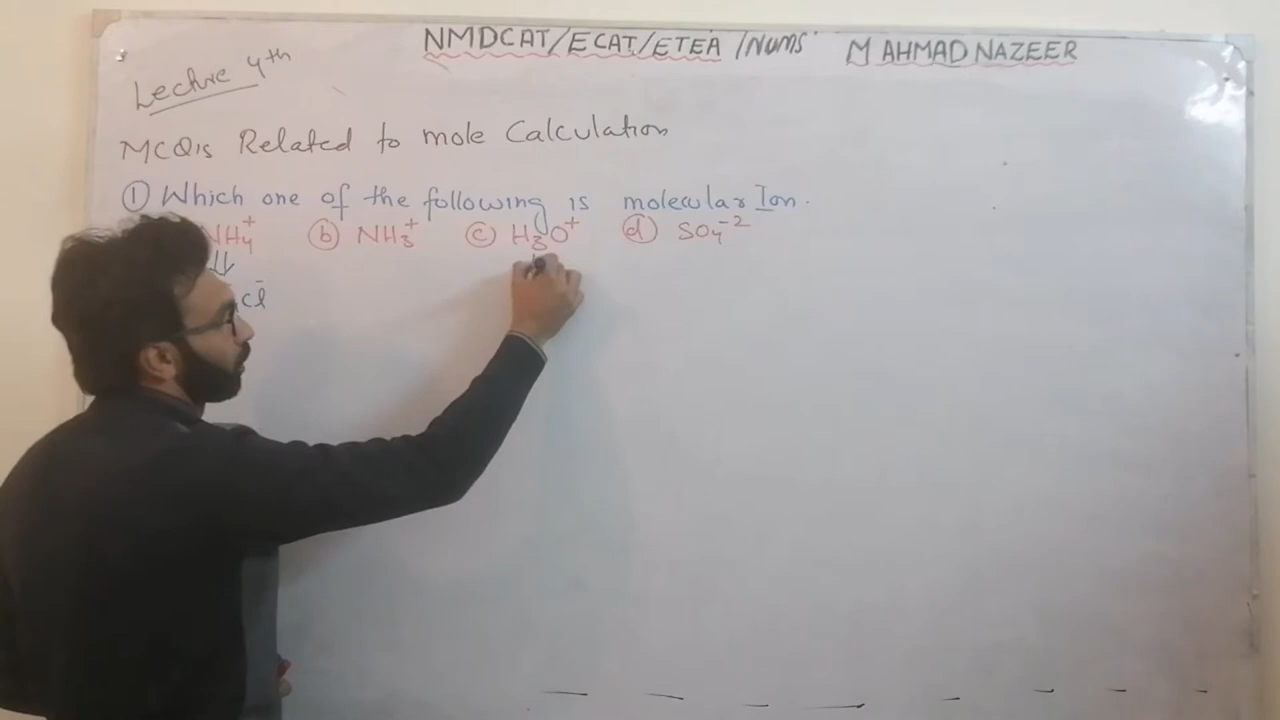 NMDCAT/ECAT/ETEA/NUMS M AHMAD NAZEER
Lecture 4th
MCQ,s Related to mole Calculation
① Which one of the following is molecular Ion.
NH₄⁺ ⓑ NH₃⁺ ⓒ H₃O⁺ ⓓ SO₄⁻²
Cl⁻